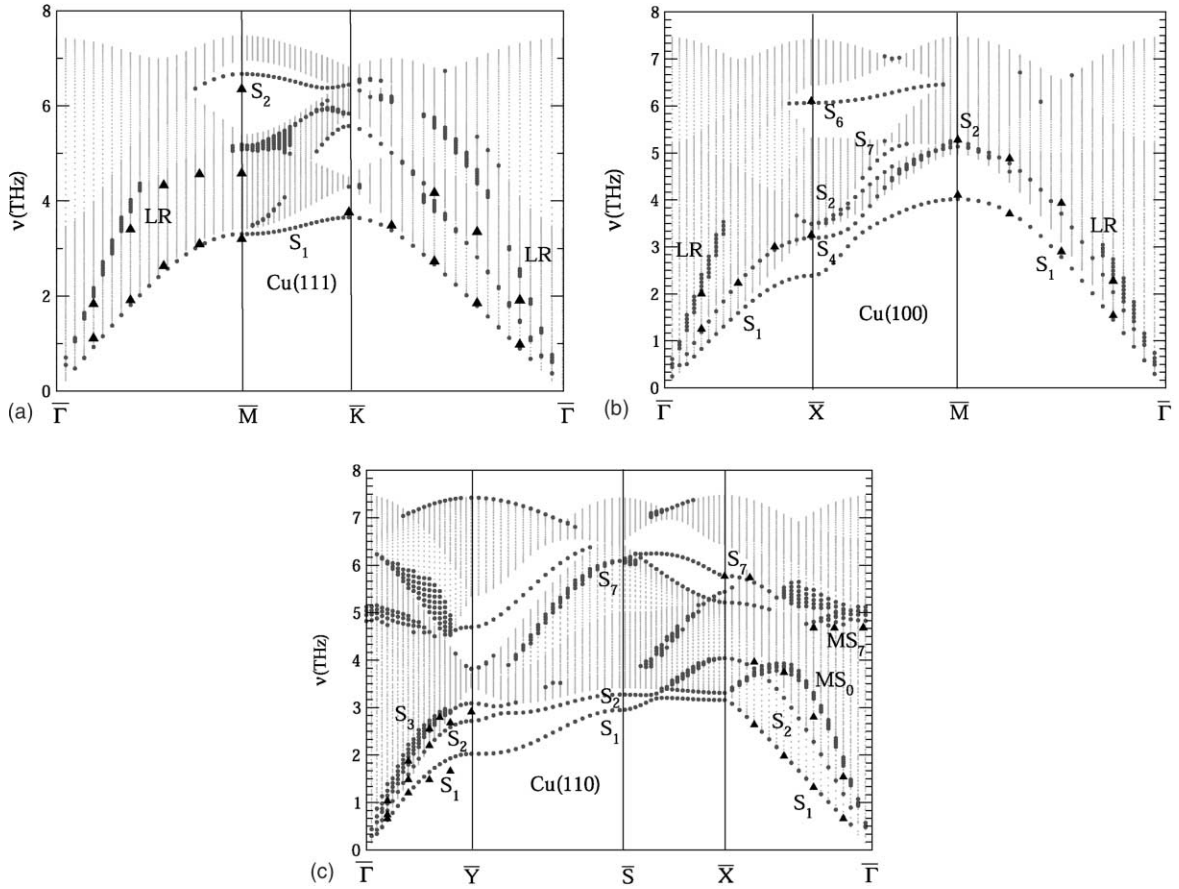 8
6
4
2
0
ν(THz)
S2
LR
S1
Cu(111)
LR
Γ̅
M̅
K̅
Γ̅
(a)
8
7
6
5
4
3
2
1
0
ν(THz)
S6
S7
S2
S2
LR
S4
S1
LR
S1
Cu(100)
Γ̅
X̅
M̅
Γ̅
(b)
8
7
6
5
4
3
2
1
0
ν(THz)
S7
S7
MS7
MS0
S3
S2
S2
S1
S2
S1
S1
Cu(110)
Γ̅
Y̅
S̅
X̅
Γ̅
(c)